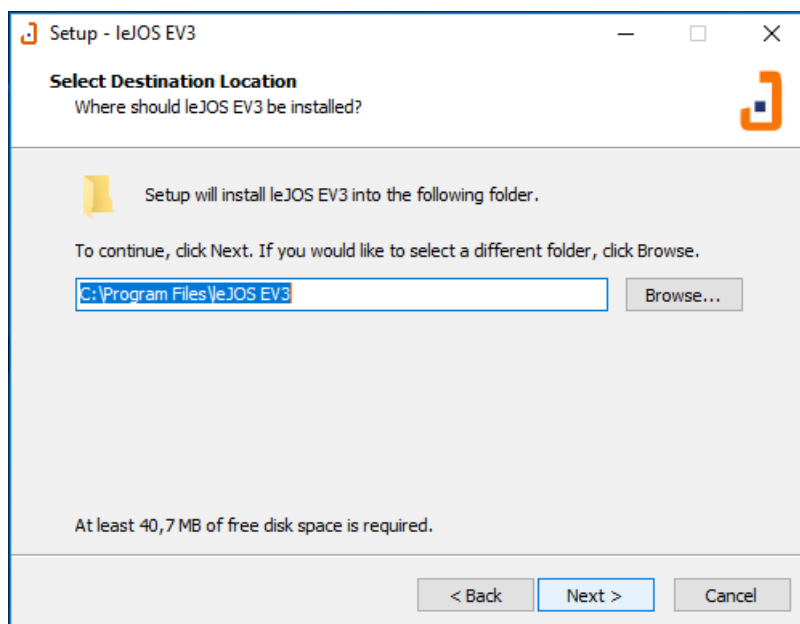 Setup - leJOS EV3
Select Destination Location
Where should leJOS EV3 be installed?
Setup will install leJOS EV3 into the following folder.
To continue, click Next. If you would like to select a different folder, click Browse.
C:\Program Files\leJOS EV3
Browse...
At least 40,7 MB of free disk space is required.
< Back
Next >
Cancel